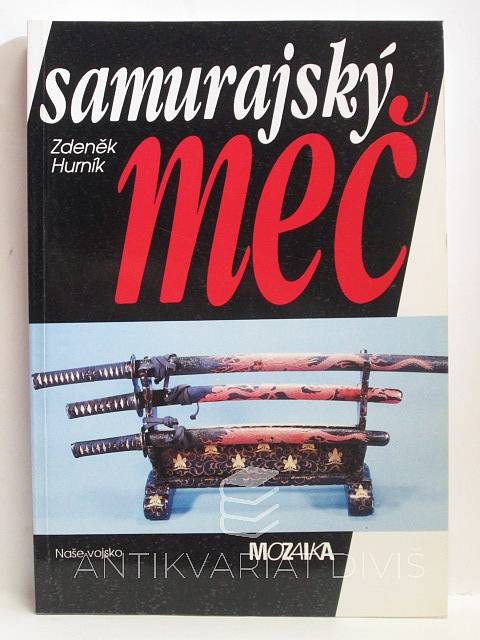 samurajský
Zdeněk
Hurník
meč
Naše vojsko
MOZAIKA
ANTIKVARIÁT DIVIŠ